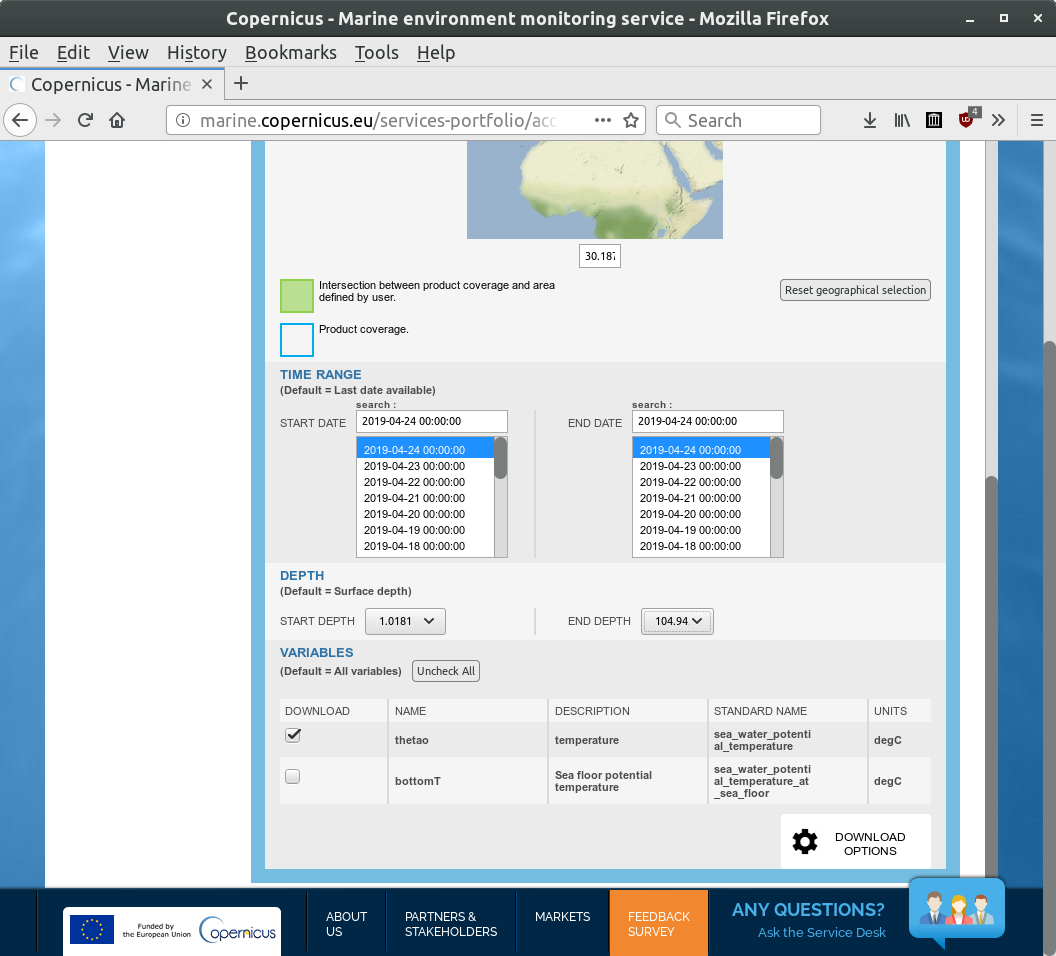 Copernicus - Marine environment monitoring service - Mozilla Firefox
File Edit View History Bookmarks Tools Help
Copernicus - Marine
marine.copernicus.eu/services-portfolio/acc
Search
4
30.187
Intersection between product coverage and area
defined by user.
Reset geographical selection
Product coverage.
TIME RANGE
(Default = Last date available)
search :
search :
START DATE
2019-04-24 00:00:00
END DATE
2019-04-24 00:00:00
2019-04-24 00:00:00
2019-04-23 00:00:00
2019-04-22 00:00:00
2019-04-21 00:00:00
2019-04-20 00:00:00
2019-04-19 00:00:00
2019-04-18 00:00:00
2019-04-24 00:00:00
2019-04-23 00:00:00
2019-04-22 00:00:00
2019-04-21 00:00:00
2019-04-20 00:00:00
2019-04-19 00:00:00
2019-04-18 00:00:00
DEPTH
(Default = Surface depth)
START DEPTH 1.0181
END DEPTH 104.94
VARIABLES
(Default = All variables) Uncheck All
DOWNLOAD NAME DESCRIPTION STANDARD NAME UNITS
thetao temperature sea_water_potenti
al_temperature degC
bottomT Sea floor potential
temperature sea_water_potenti
al_temperature_at
_sea_floor degC
DOWNLOAD
OPTIONS
Funded by
the European Union
opernicus
ABOUT
US
PARTNERS &
STAKEHOLDERS
MARKETS
FEEDBACK
SURVEY
ANY QUESTIONS?
Ask the Service Desk